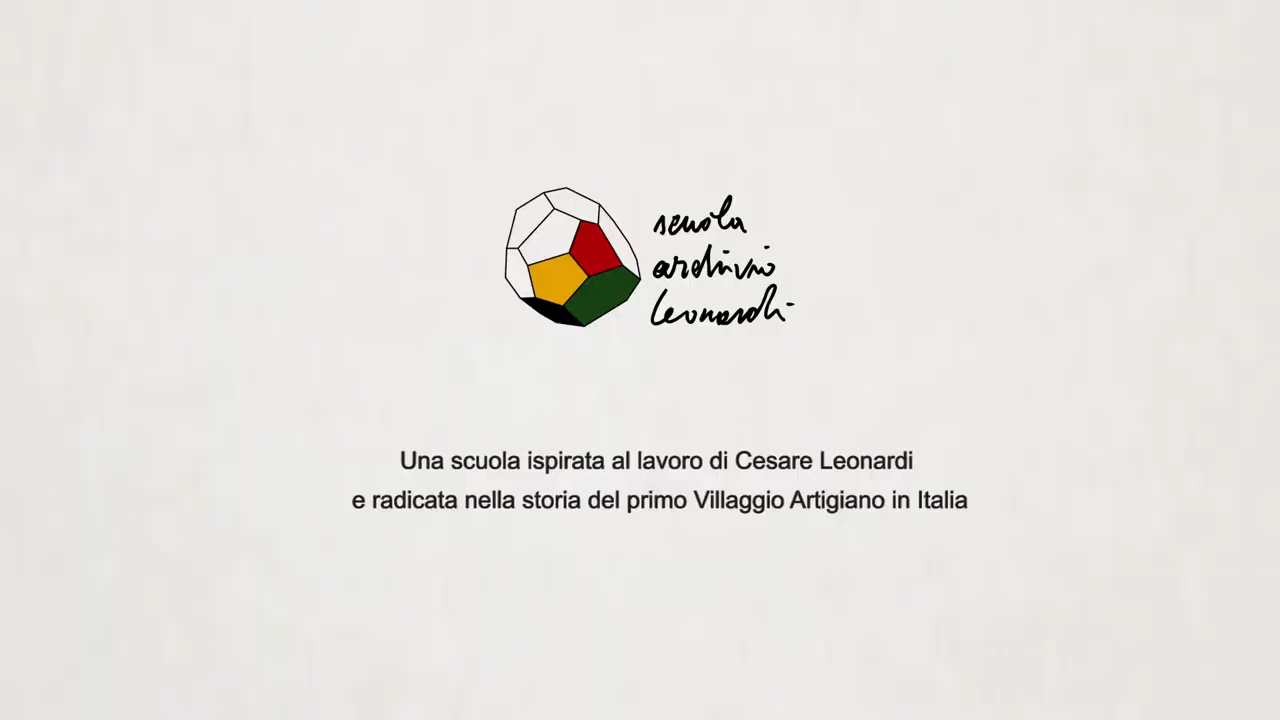 scuola
archivio
leonardi
Una scuola ispirata al lavoro di Cesare Leonardi
e radicata nella storia del primo Villaggio Artigiano in Italia